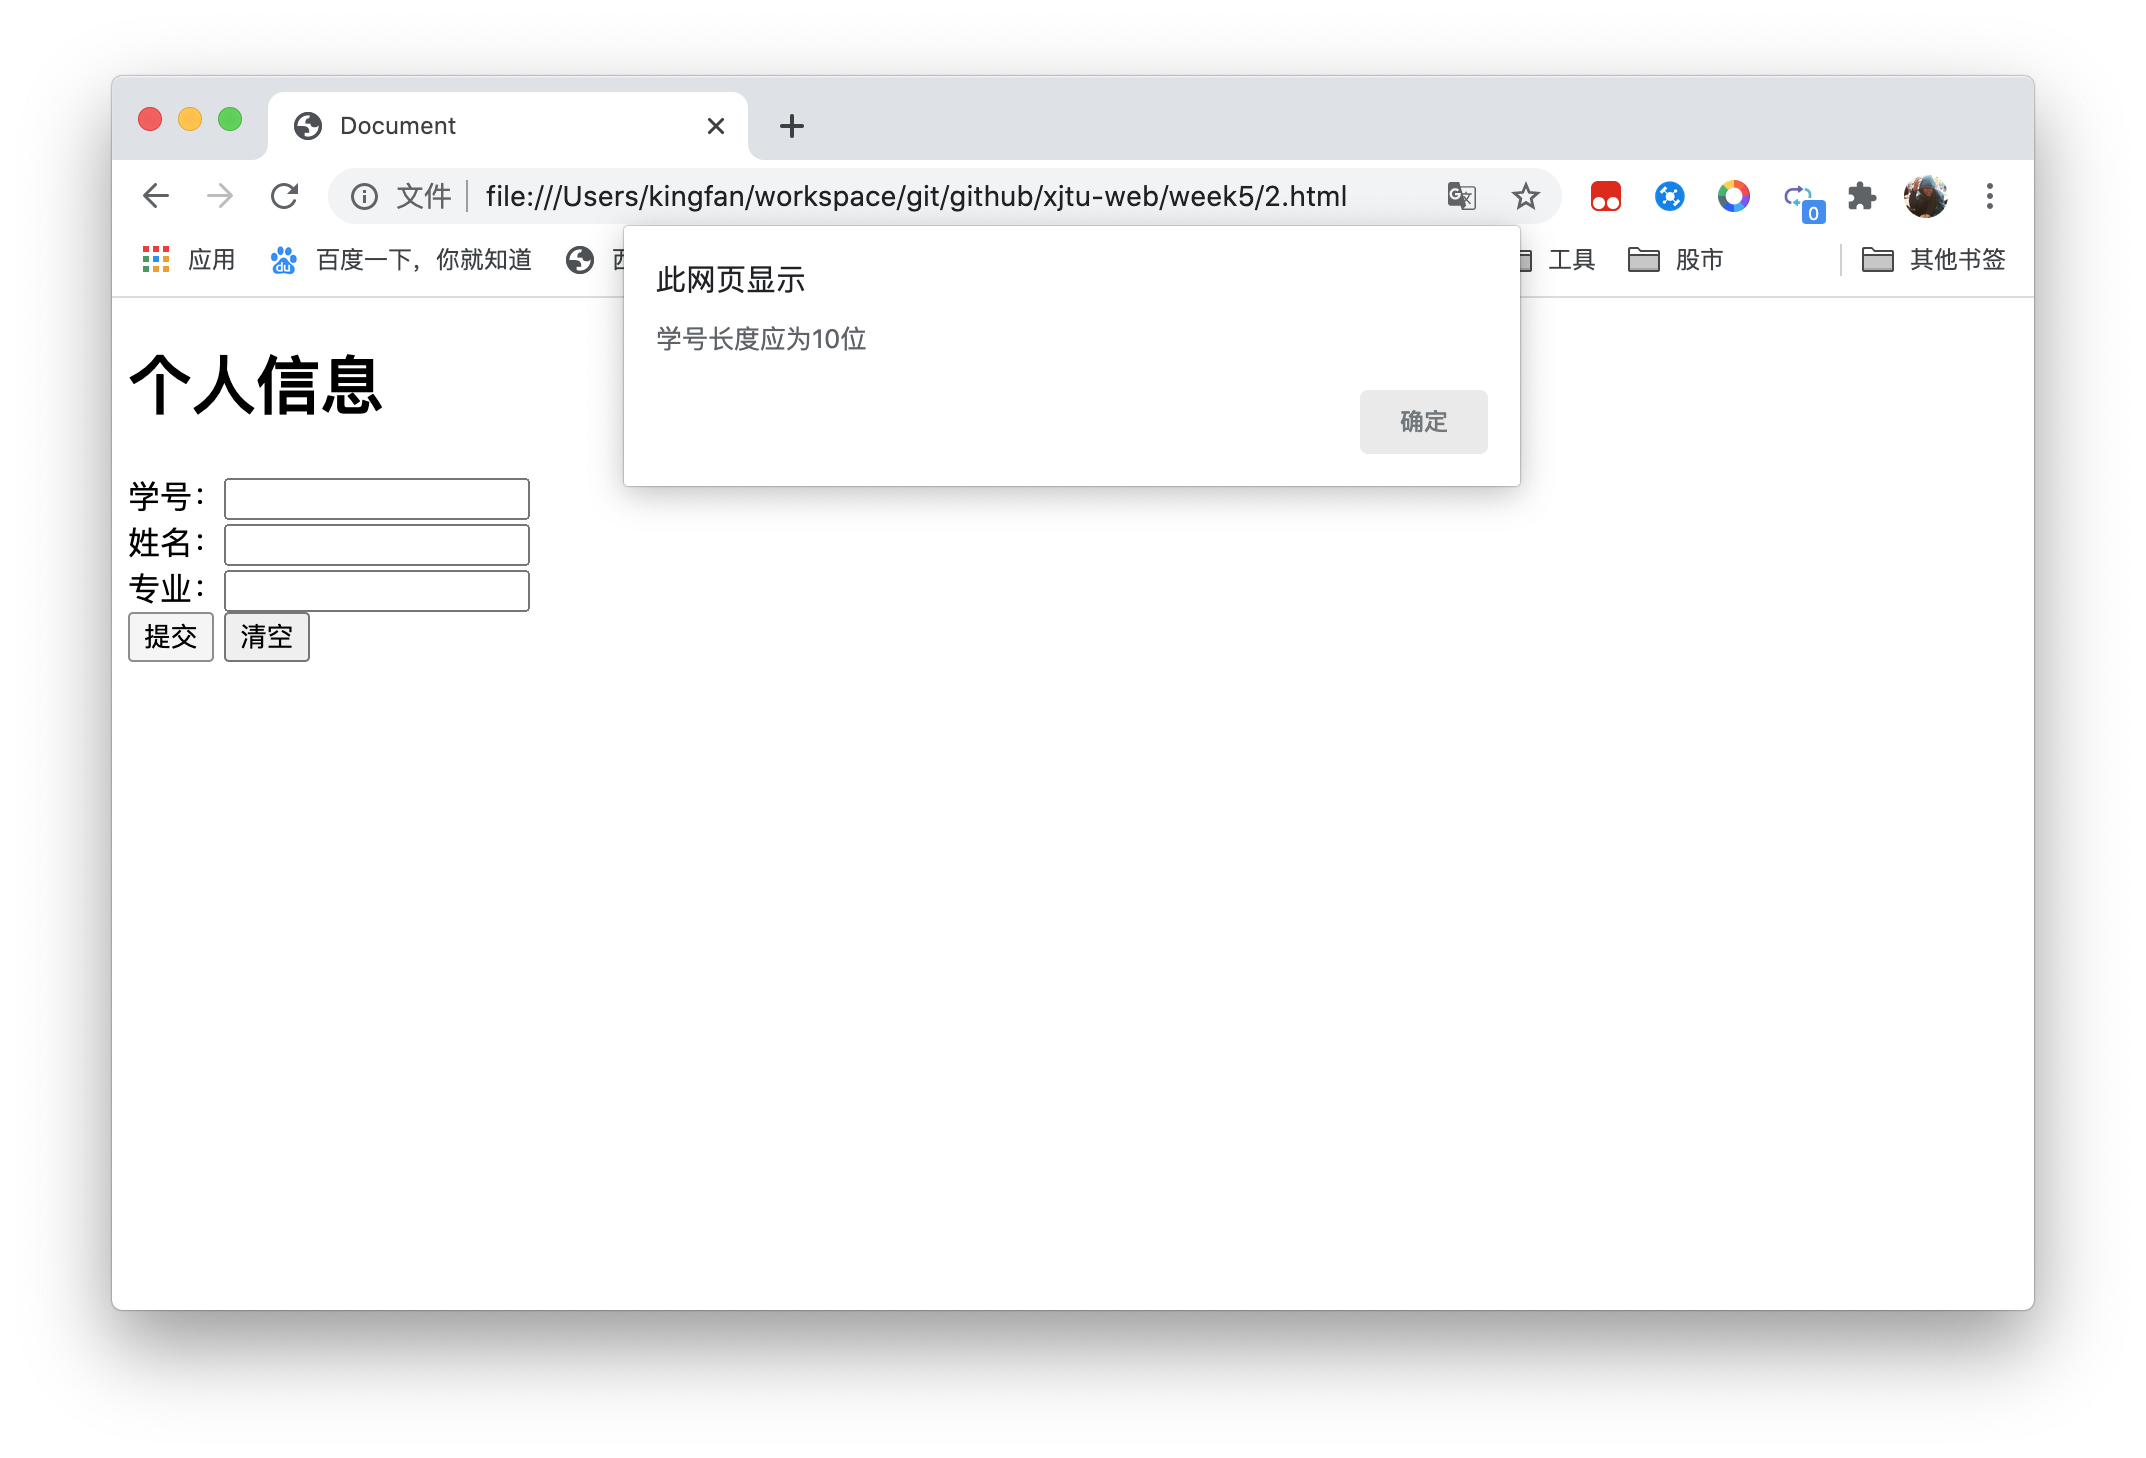 Document
文件 file:///Users/kingfan/workspace/git/github/xjtu-web/week5/2.html
0
应用 du 百度一下，你就知道 工具 股市 其他书签
此网页显示
学号长度应为10位
确定
个人信息
学号：
姓名：
专业：
提交 清空